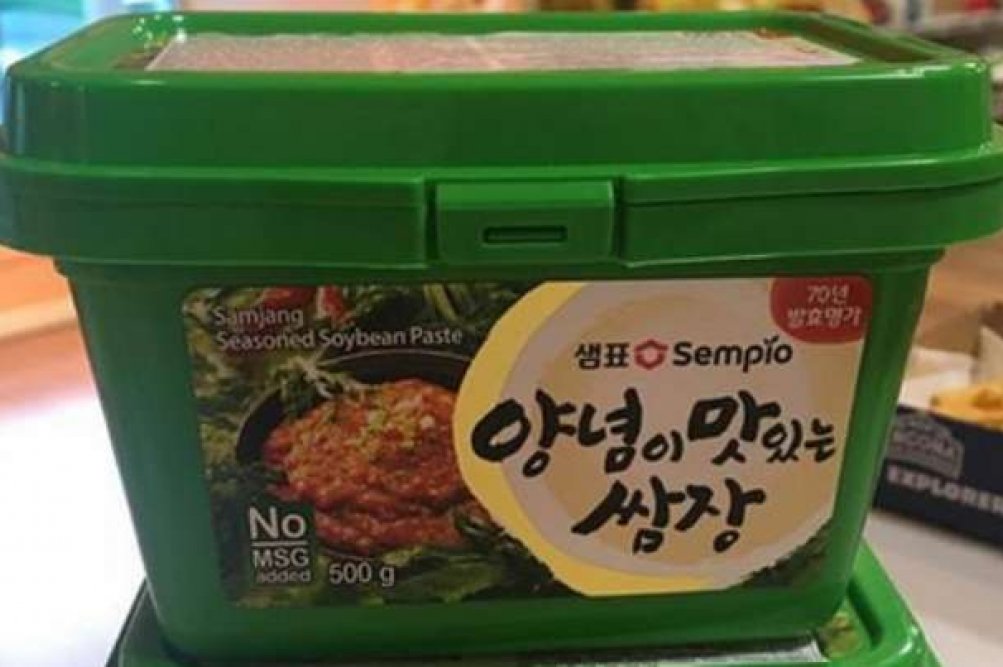 Samjang
Seasoned Soybean Paste
70년
발효명가
샘표 Sempio
양념이 맛있는
쌈장
No
MSG
added
500 g
EXPLORE